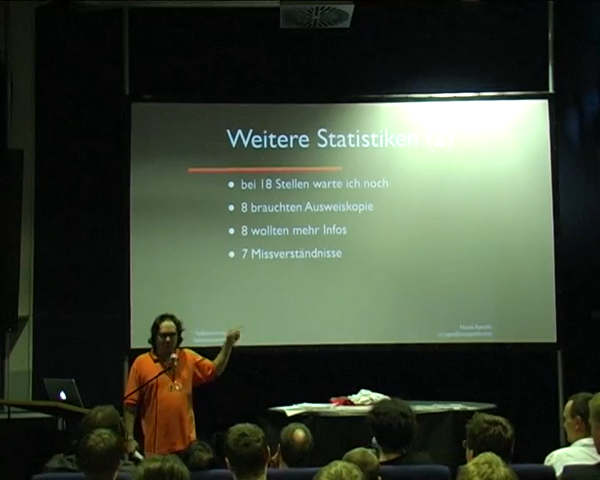 Weitere Statistiken
bei 18 Stellen warte ich noch
8 brauchten Ausweiskopie
8 wollten mehr Infos
7 Missverständnisse